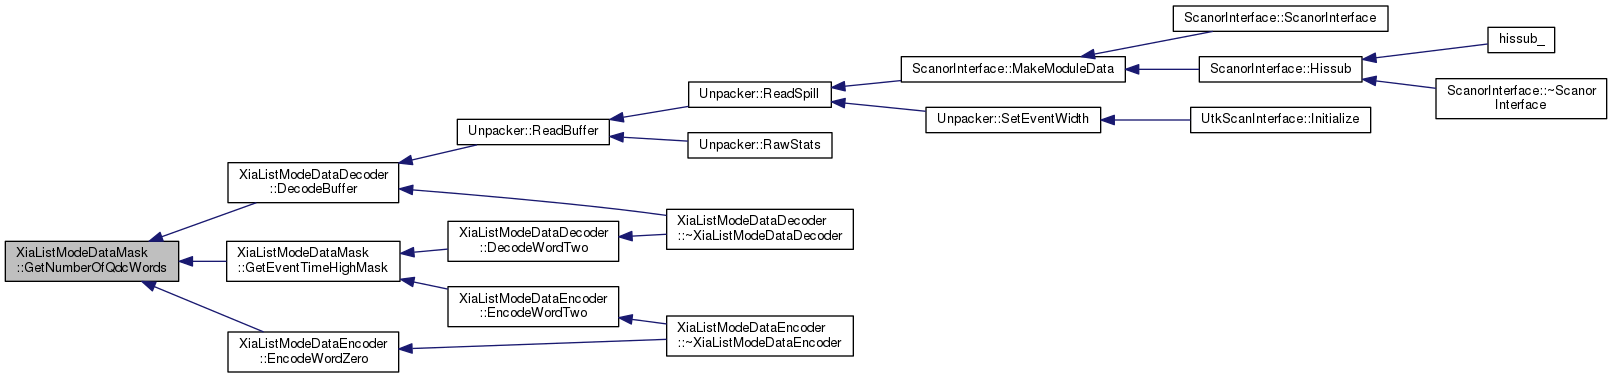 ScanorInterface::ScanorInterface
hissub_
ScanorInterface::MakeModuleData
ScanorInterface::Hissub
ScanorInterface::~Scanor
Interface
Unpacker::ReadSpill
Unpacker::SetEventWidth
UtkScanInterface::Initialize
Unpacker::ReadBuffer
Unpacker::RawStats
XiaListModeDataDecoder
::DecodeBuffer
XiaListModeDataDecoder
::~XiaListModeDataDecoder
XiaListModeDataDecoder
::DecodeWordTwo
XiaListModeDataMask
::GetNumberOfQdcWords
XiaListModeDataMask
::GetEventTimeHighMask
XiaListModeDataEncoder
::EncodeWordTwo
XiaListModeDataEncoder
::~XiaListModeDataEncoder
XiaListModeDataEncoder
::EncodeWordZero